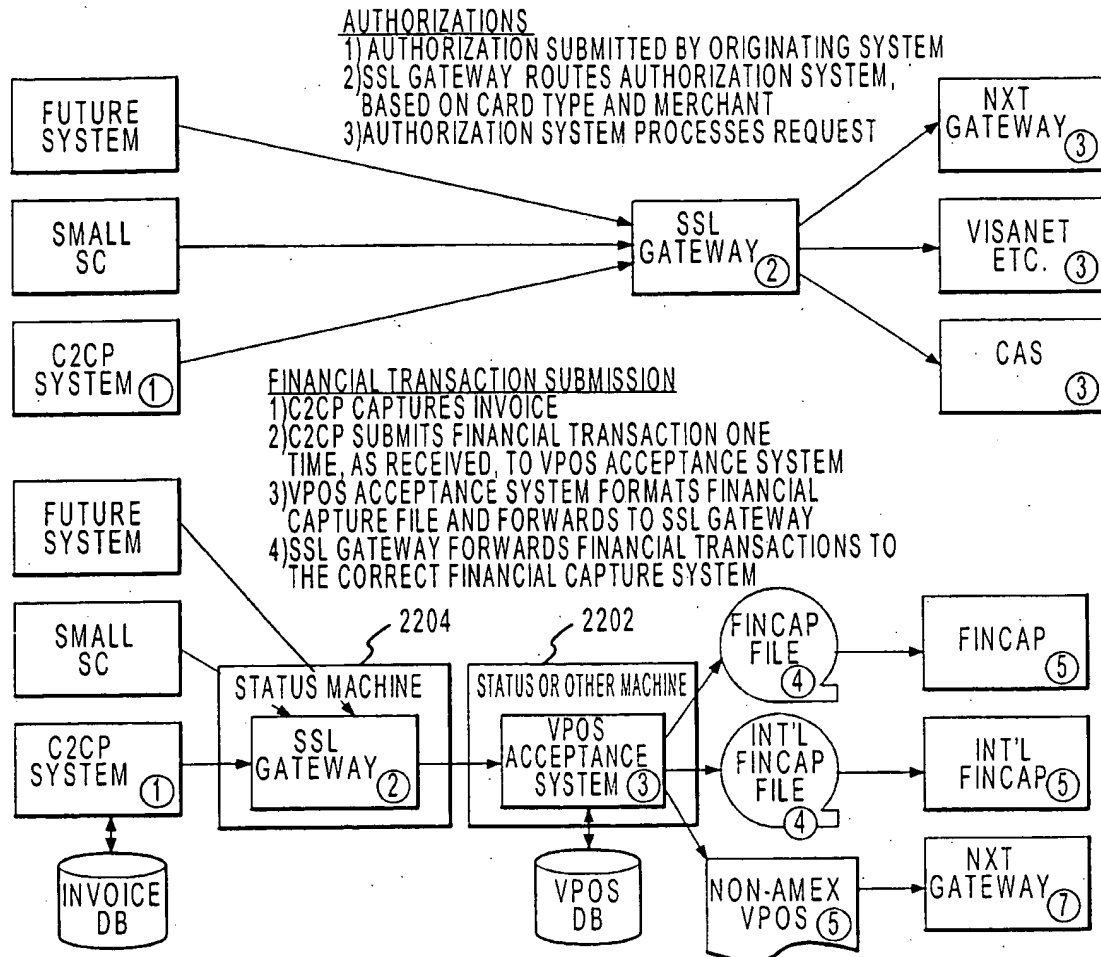 AUTHORIZATIONS
1)AUTHORIZATION SUBMITTED BY ORIGINATING SYSTEM
2)SSL GATEWAY ROUTES AUTHORIZATION SYSTEM,
BASED ON CARD TYPE AND MERCHANT
3)AUTHORIZATION SYSTEM PROCESSES REQUEST
FUTURE
SYSTEM
SMALL
SC
C2CP
SYSTEM 1
SSL
GATEWAY 2
NXT
GATEWAY 3
VISANET
ETC. 3
CAS
3
FINANCIAL TRANSACTION SUBMISSION
1)C2CP CAPTURES INVOICE
2)C2CP SUBMITS FINANCIAL TRANSACTION ONE
TIME, AS RECEIVED, TO VPOS ACCEPTANCE SYSTEM
3)VPOS ACCEPTANCE SYSTEM FORMATS FINANCIAL
CAPTURE FILE AND FORWARDS TO SSL GATEWAY
4)SSL GATEWAY FORWARDS FINANCIAL TRANSACTIONS TO
THE CORRECT FINANCIAL CAPTURE SYSTEM
FUTURE
SYSTEM
SMALL
SC
C2CP
SYSTEM 1
INVOICE
DB
2204
STATUS MACHINE
SSL
GATEWAY 2
2202
STATUS OR OTHER MACHINE
VPOS
ACCEPTANCE
SYSTEM 3
VPOS
DB
FINCAP
FILE
4
INT'L
FINCAP
FILE
4
NON-AMEX
VPOS 5
FINCAP
5
INT'L
FINCAP 5
NXT
GATEWAY 7